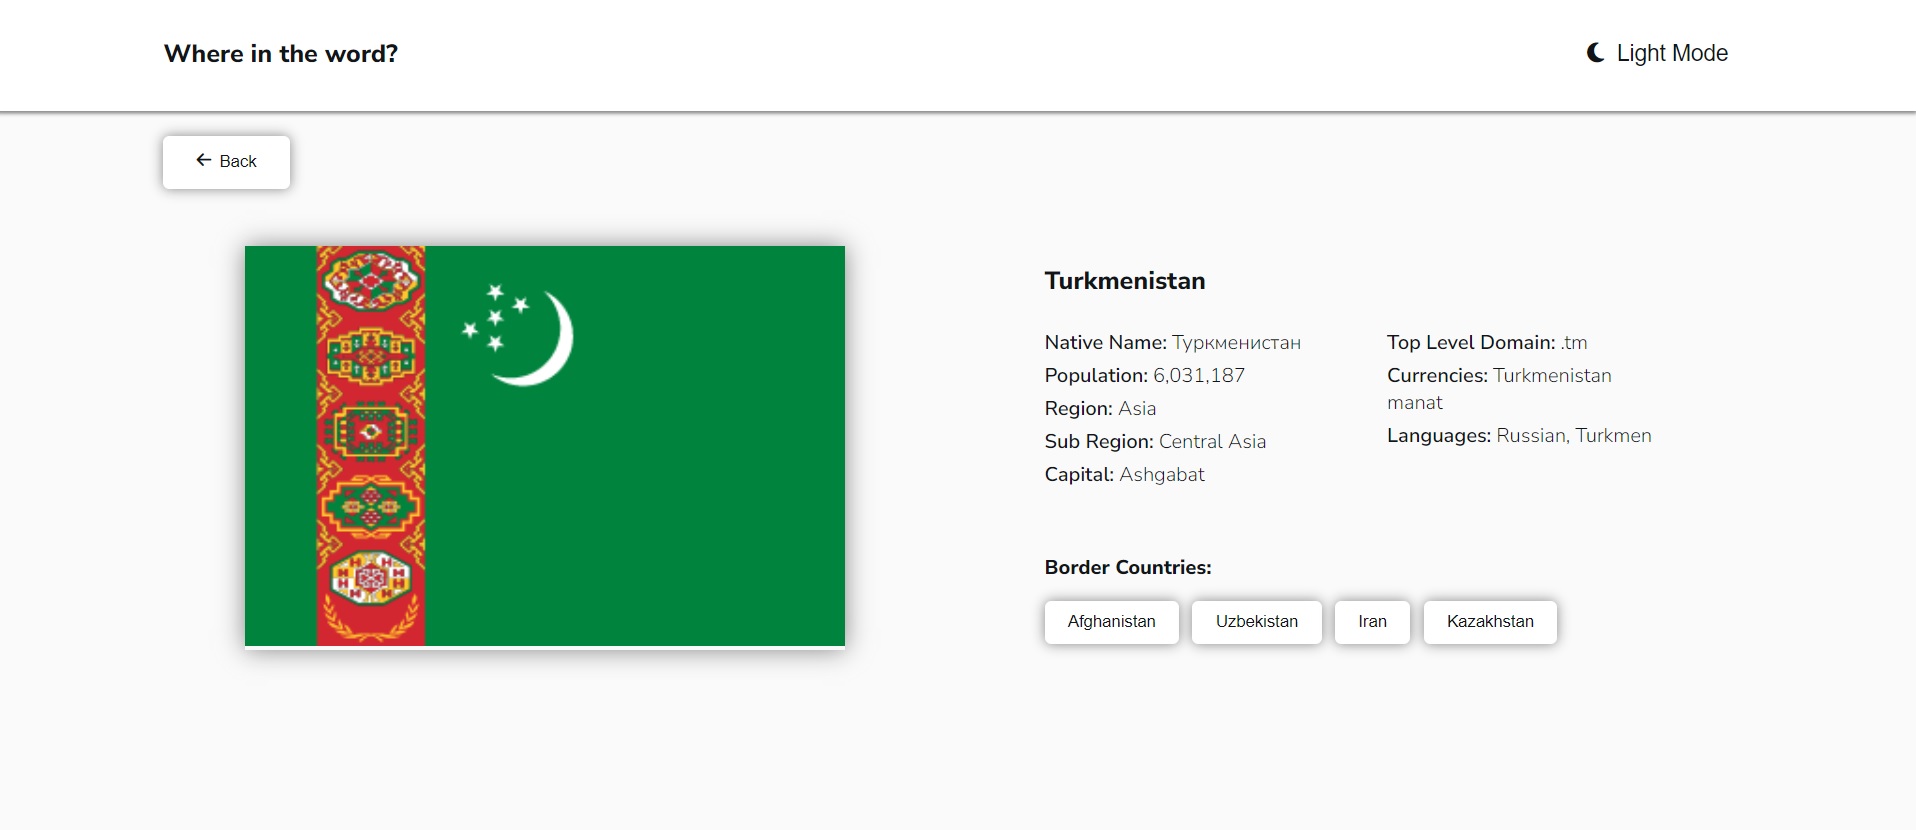 Where in the word?
Light Mode
Back
Turkmenistan
Native Name: Туркменистан
Population: 6,031,187
Region: Asia
Sub Region: Central Asia
Capital: Ashgabat
Top Level Domain: .tm
Currencies: Turkmenistan
manat
Languages: Russian, Turkmen
Border Countries:
Afghanistan
Uzbekistan
Iran
Kazakhstan